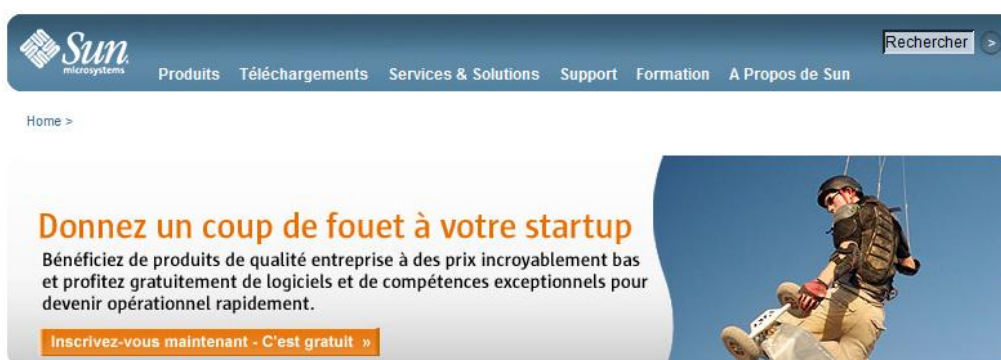 Sun
microsystems
Rechercher >
Produits Téléchargements Services & Solutions Support Formation A Propos de Sun
Home >
Donnez un coup de fouet à votre startup
Bénéficiez de produits de qualité entreprise à des prix incroyablement bas
et profitez gratuitement de logiciels et de compétences exceptionnels pour
devenir opérationnel rapidement.
Inscrivez-vous maintenant - C'est gratuit »